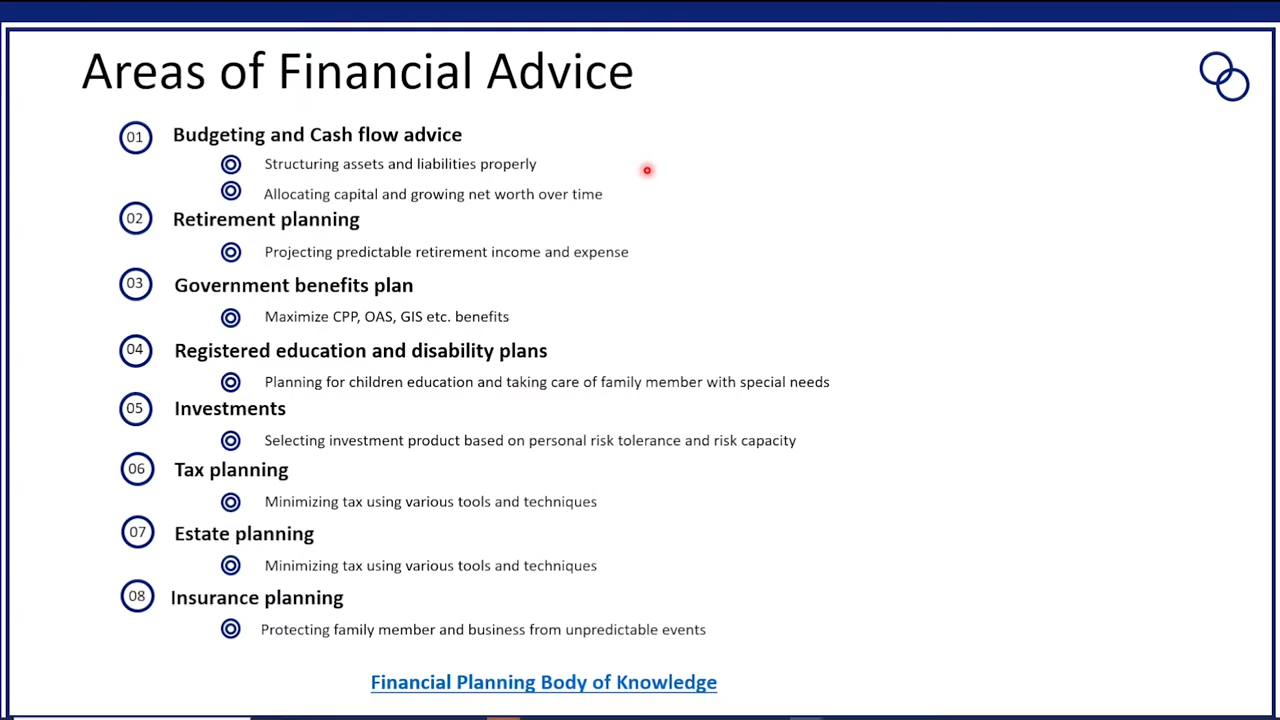 Areas of Financial Advice
01 Budgeting and Cash flow advice
Structuring assets and liabilities properly
Allocating capital and growing net worth over time
02 Retirement planning
Projecting predictable retirement income and expense
03 Government benefits plan
Maximize CPP, OAS, GIS etc. benefits
04 Registered education and disability plans
Planning for children education and taking care of family member with special needs
05 Investments
Selecting investment product based on personal risk tolerance and risk capacity
06 Tax planning
Minimizing tax using various tools and techniques
07 Estate planning
Minimizing tax using various tools and techniques
08 Insurance planning
Protecting family member and business from unpredictable events
Financial Planning Body of Knowledge